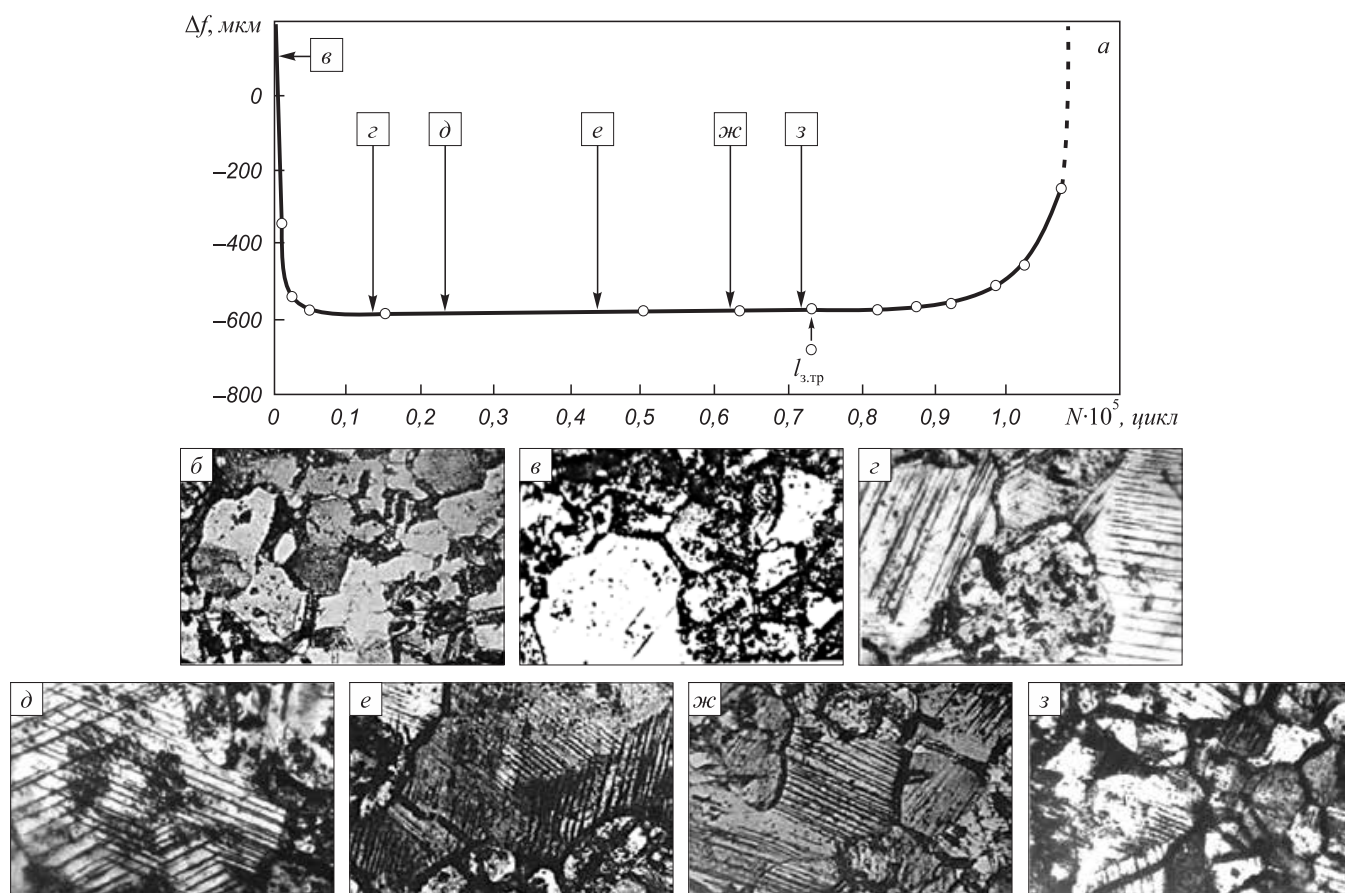 Δf, мкм
а
в
0
г д е ж з
–200
–400
–600
lз.тр
–800
0 0,1 0,2 0,3 0,4 0,5 0,6 0,7 0,8 0,9 1,0 N·10⁵, цикл
б в г
д е ж з